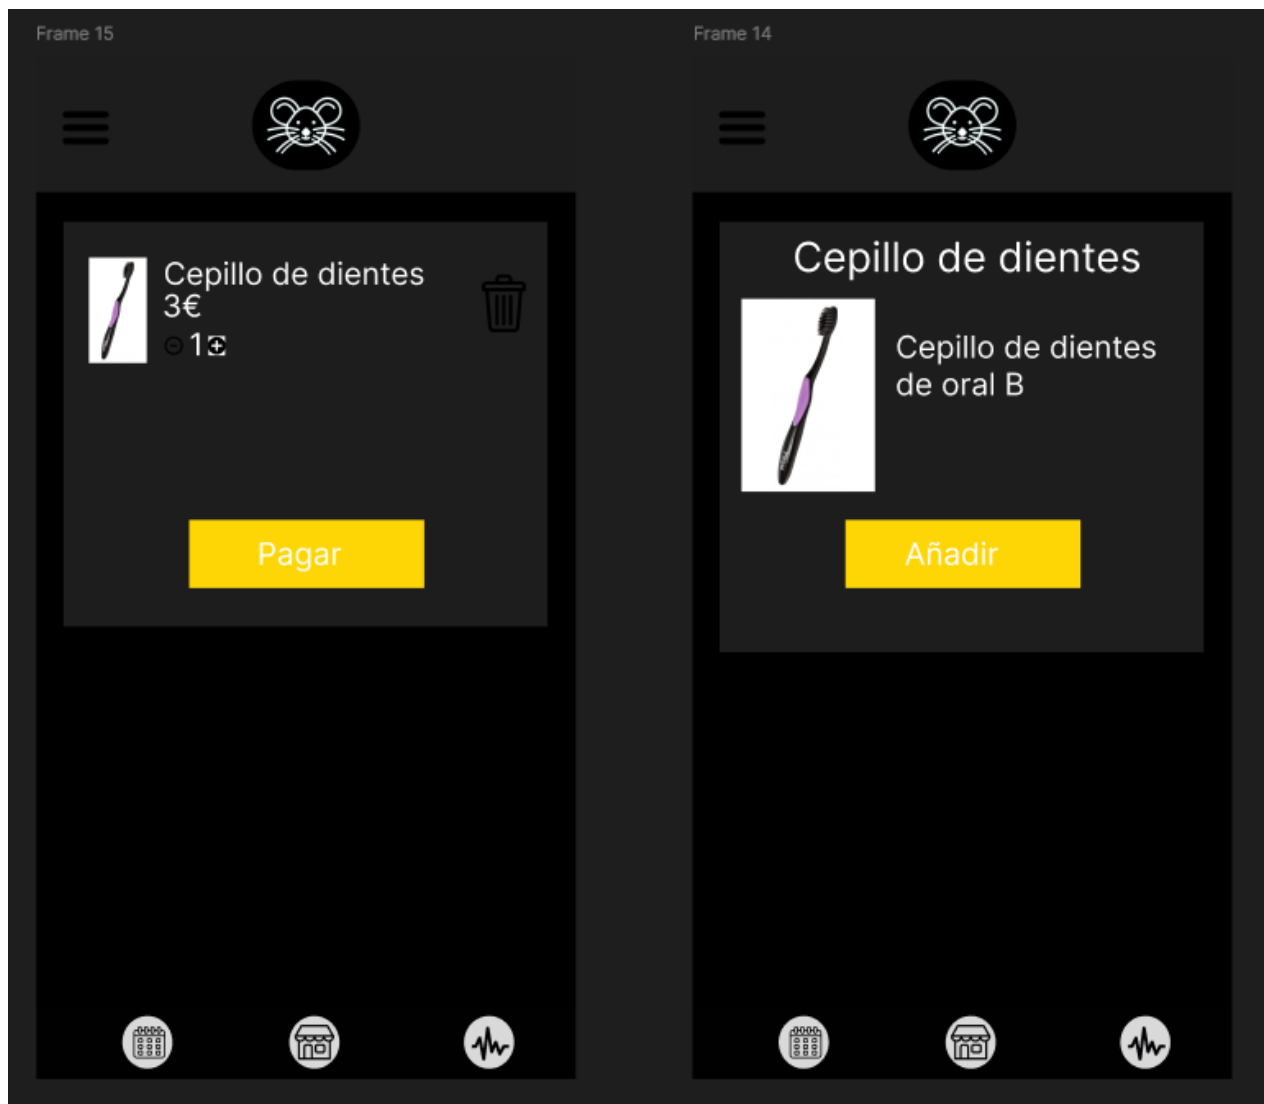 Frame 15
Cepillo de dientes
3€
1
Pagar
Frame 14
Cepillo de dientes
Cepillo de dientes
de oral B
Añadir